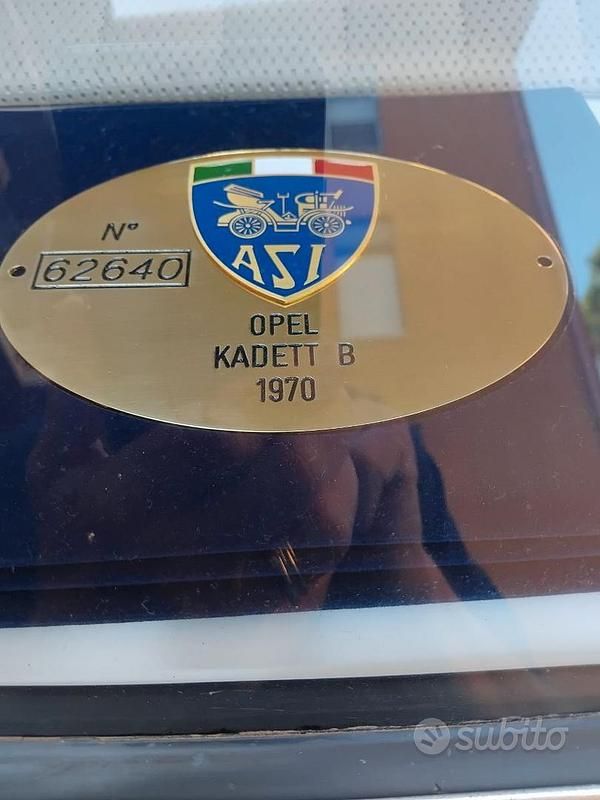 N°
62640
ASI
OPEL
KADETT B
1970
subito